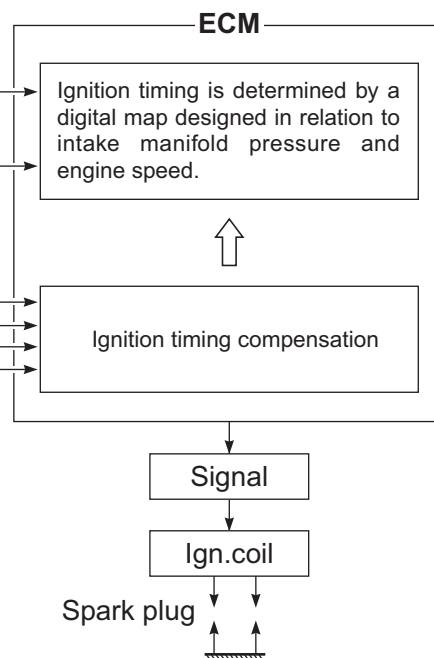 ECM
Ignition timing is determined by a
digital map designed in relation to
intake manifold pressure and
engine speed.
Ignition timing compensation
Signal
Ign.coil
Spark plug